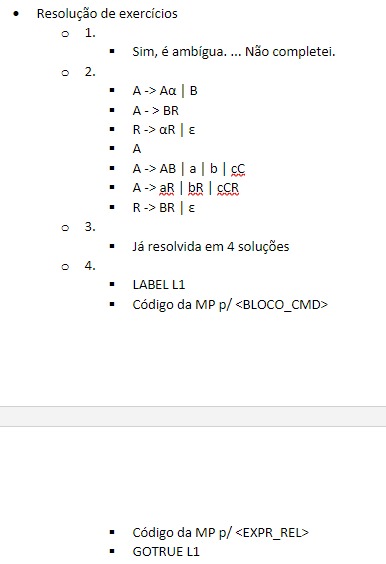 Resolução de exercícios
1.
Sim, é ambígua. ... Não completei.
2.
A -> Aα | B
A - > BR
R -> αR | ε
A
A -> AB | a | b | cC
A -> aR | bR | cCR
R -> BR | ε
3.
Já resolvida em 4 soluções
4.
LABEL L1
Código da MP p/ <BLOCO_CMD>
Código da MP p/ <EXPR_REL>
GOTRUE L1